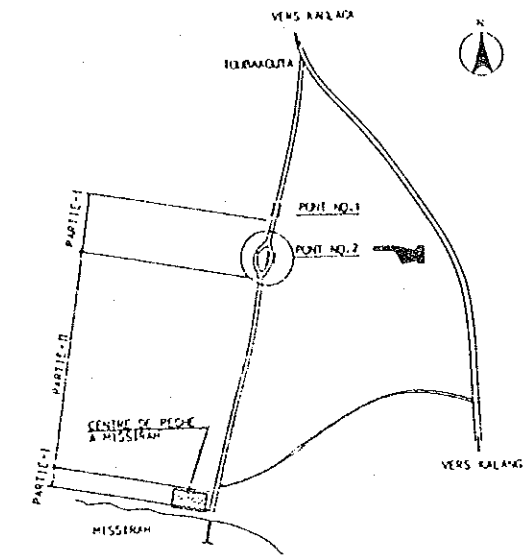 VERS KAOLACK
N
TOUBAKOUTA
PONT NO.1
PONT NO.2
PARTIE-I
PARTIE-II
PARTIE-I
CENTRE DE PECHE
A MISSIRAH
VERS KALANG
MISSIRAH